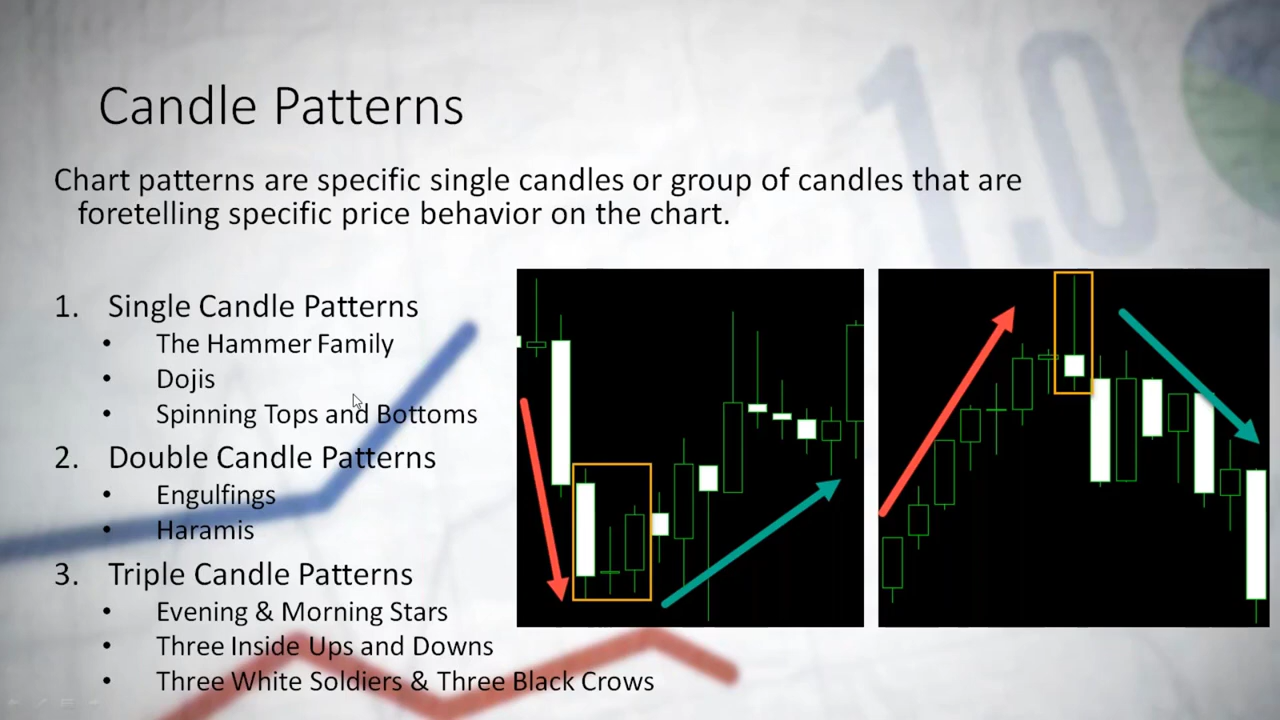 1.0
Candle Patterns
Chart patterns are specific single candles or group of candles that are
foretelling specific price behavior on the chart.
1. Single Candle Patterns
• The Hammer Family
• Dojis
• Spinning Tops and Bottoms
2. Double Candle Patterns
• Engulfings
• Haramis
3. Triple Candle Patterns
• Evening & Morning Stars
• Three Inside Ups and Downs
• Three White Soldiers & Three Black Crows